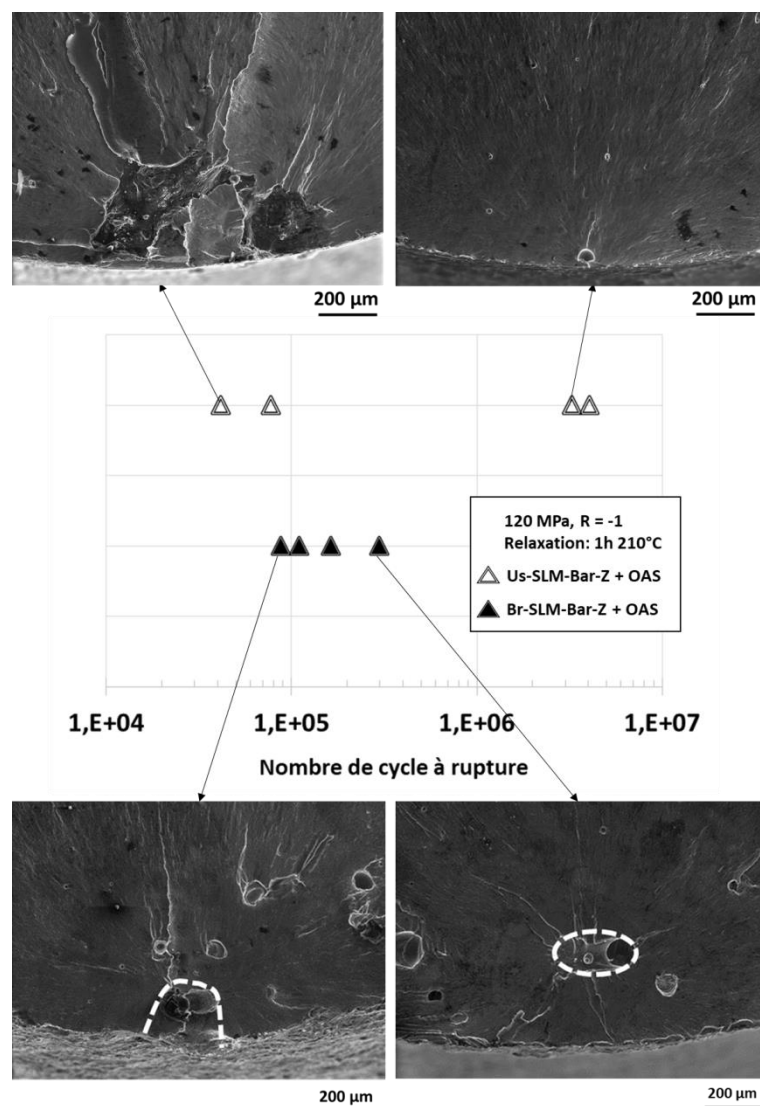 200 µm
200 µm
120 MPa, R = -1
Relaxation: 1h 210°C
Us-SLM-Bar-Z + OAS
Br-SLM-Bar-Z + OAS
1,E+04 1,E+05 1,E+06 1,E+07
Nombre de cycle à rupture
200 µm
200 µm